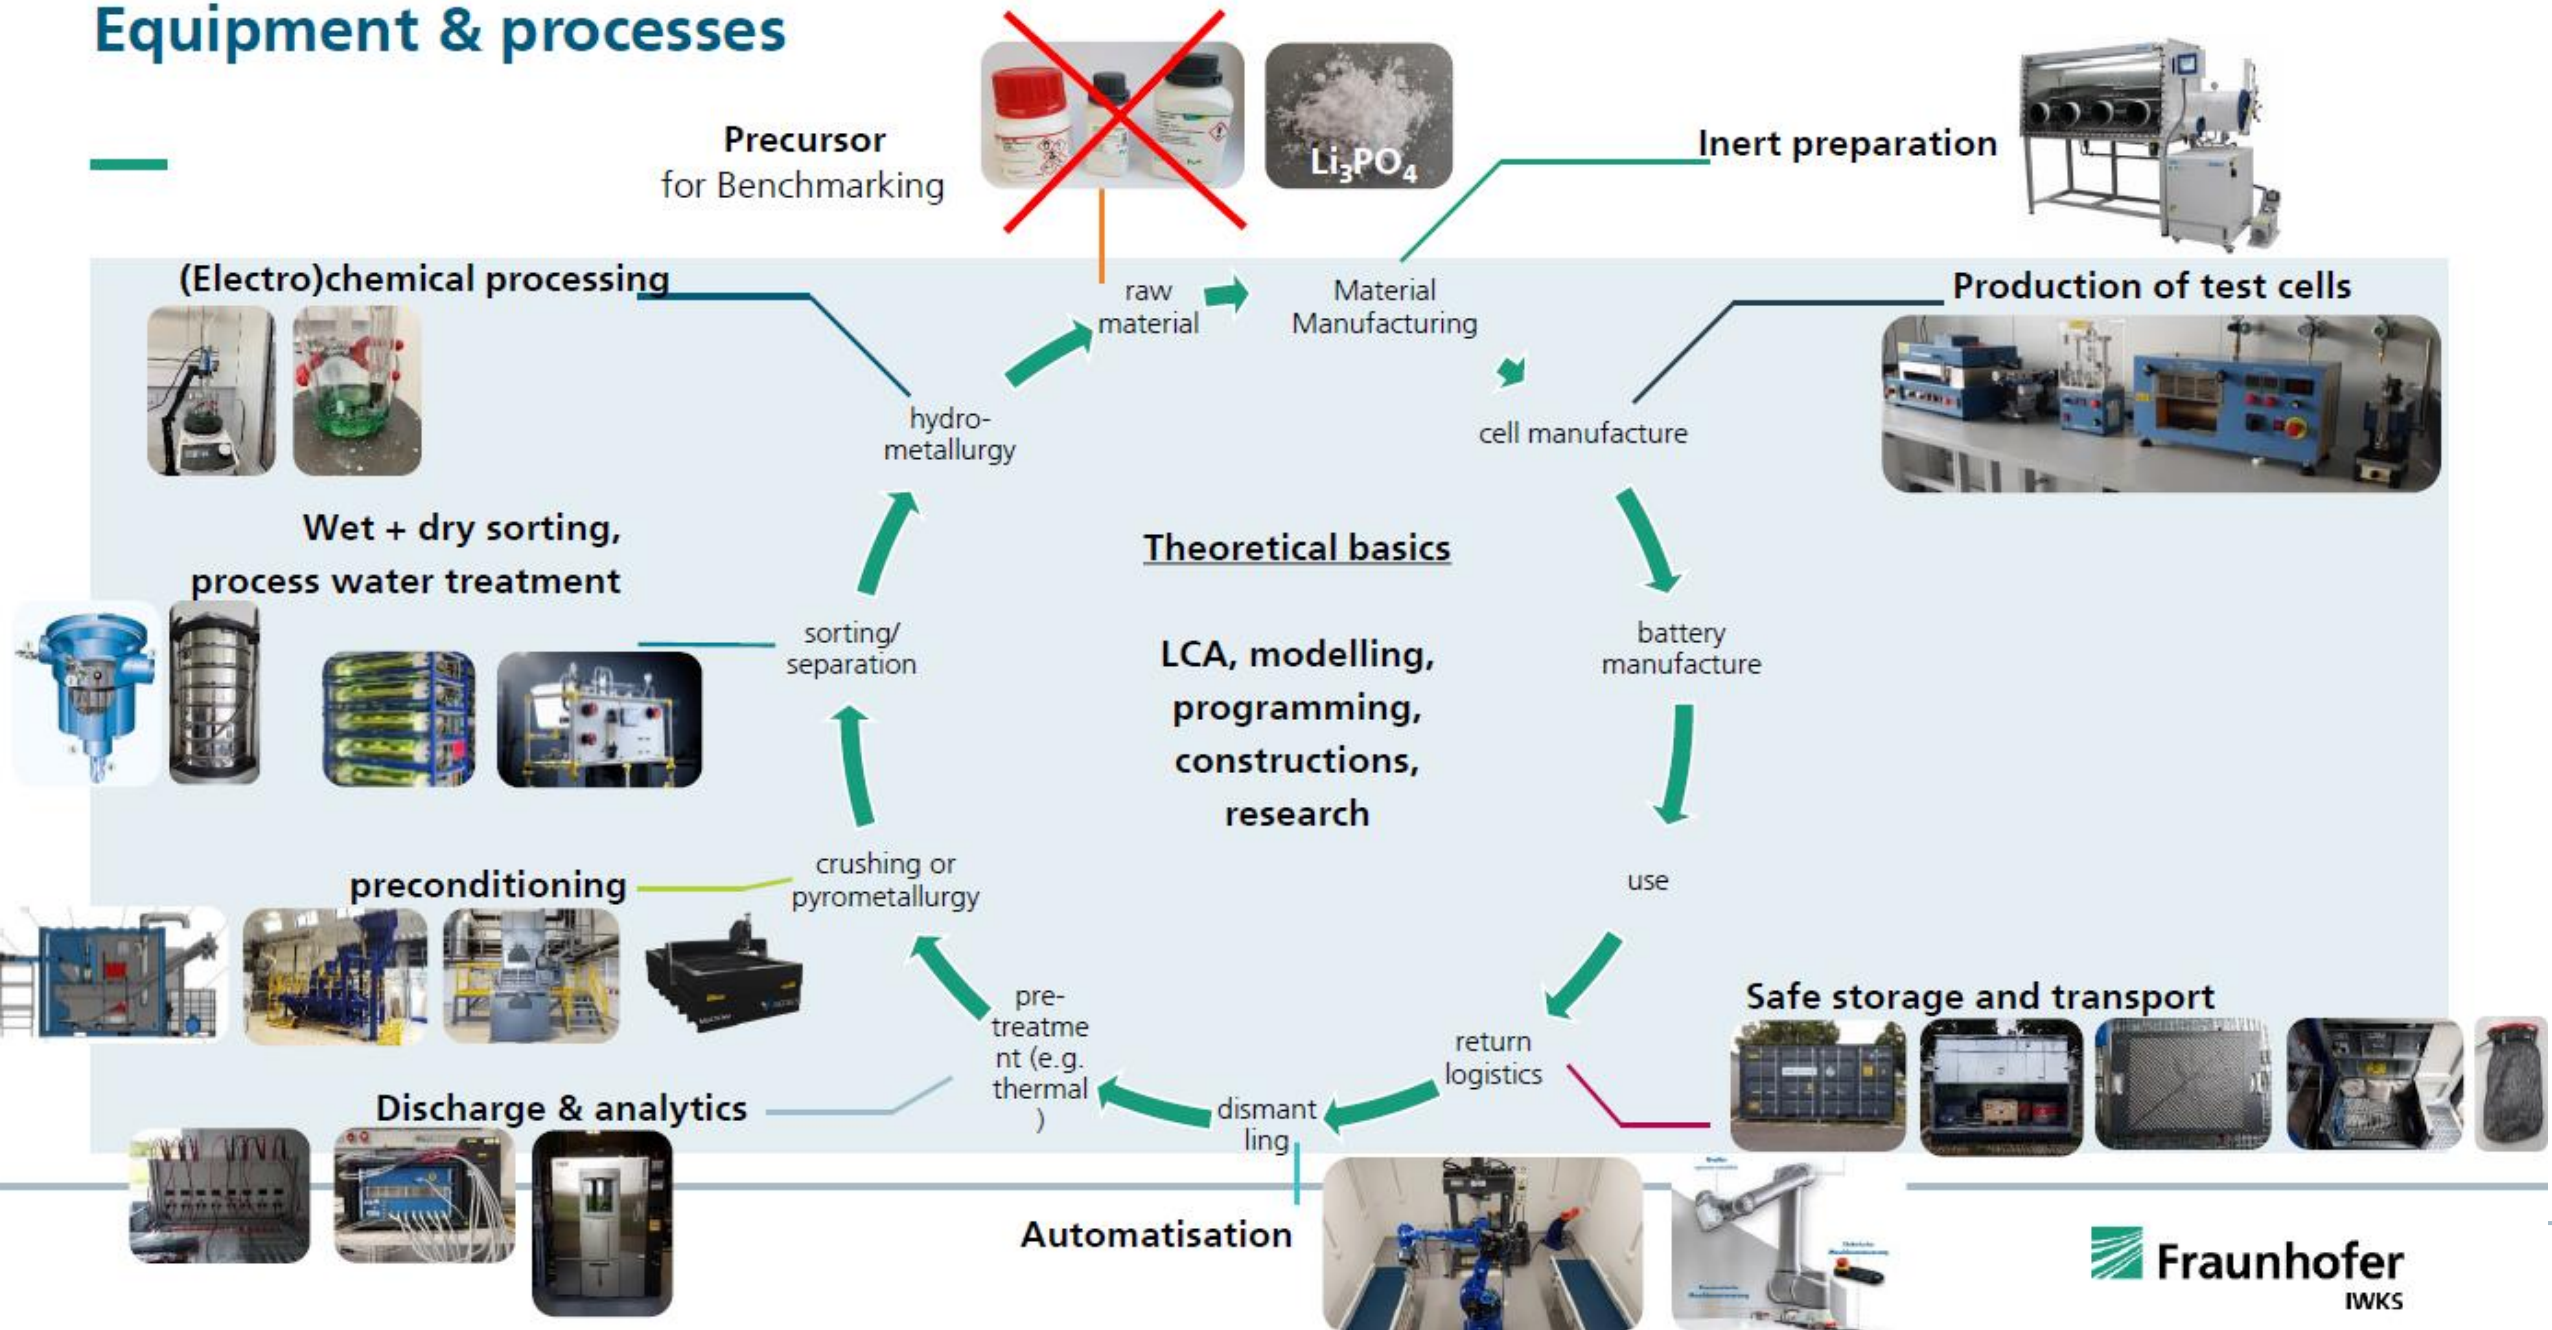 Equipment & processes
Precursor
for Benchmarking
Li₃PO₄
Inert preparation
(Electro)chemical processing
raw
material
Material
Manufacturing
Production of test cells
hydro-
metallurgy
cell manufacture
Wet + dry sorting,
process water treatment
Theoretical basics
sorting/
separation
LCA, modelling,
programming,
constructions,
research
battery
manufacture
crushing or
pyrometallurgy
preconditioning
use
pre-
treatme
nt (e.g.
thermal
)
return
logistics
Safe storage and transport
Discharge & analytics
dismant
ling
Automatisation
Fraunhofer
IWKS